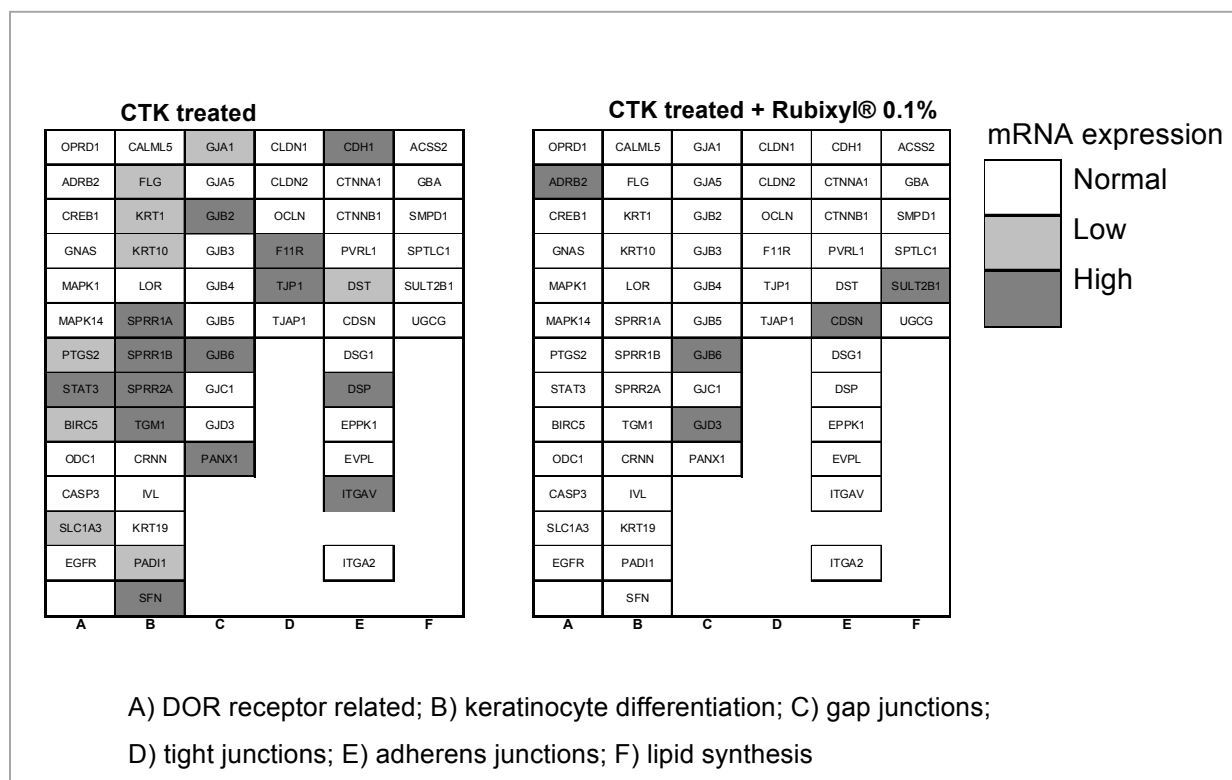 CTK treated
OPRD1 CALML5 GJA1 CLDN1 CDH1 ACSS2
ADRB2 FLG GJA5 CLDN2 CTNNA1 GBA
CREB1 KRT1 GJB2 OCLN CTNNB1 SMPD1
GNAS KRT10 GJB3 F11R PVRL1 SPTLC1
MAPK1 LOR GJB4 TJP1 DST SULT2B1
MAPK14 SPRR1A GJB5 TJAP1 CDSN UGCG
PTGS2 SPRR1B GJB6 DSG1
STAT3 SPRR2A GJC1 DSP
BIRC5 TGM1 GJD3 EPPK1
ODC1 CRNN PANX1 EVPL
CASP3 IVL ITGAV
SLC1A3 KRT19
EGFR PADI1 ITGA2
SFN
A B C D E F
CTK treated + Rubixyl® 0.1%
OPRD1 CALML5 GJA1 CLDN1 CDH1 ACSS2
ADRB2 FLG GJA5 CLDN2 CTNNA1 GBA
CREB1 KRT1 GJB2 OCLN CTNNB1 SMPD1
GNAS KRT10 GJB3 F11R PVRL1 SPTLC1
MAPK1 LOR GJB4 TJP1 DST SULT2B1
MAPK14 SPRR1A GJB5 TJAP1 CDSN UGCG
PTGS2 SPRR1B GJB6 DSG1
STAT3 SPRR2A GJC1 DSP
BIRC5 TGM1 GJD3 EPPK1
ODC1 CRNN PANX1 EVPL
CASP3 IVL ITGAV
SLC1A3 KRT19
EGFR PADI1 ITGA2
SFN
A B C D E F
mRNA expression
Normal
Low
High
A) DOR receptor related; B) keratinocyte differentiation; C) gap junctions;
D) tight junctions; E) adherens junctions; F) lipid synthesis